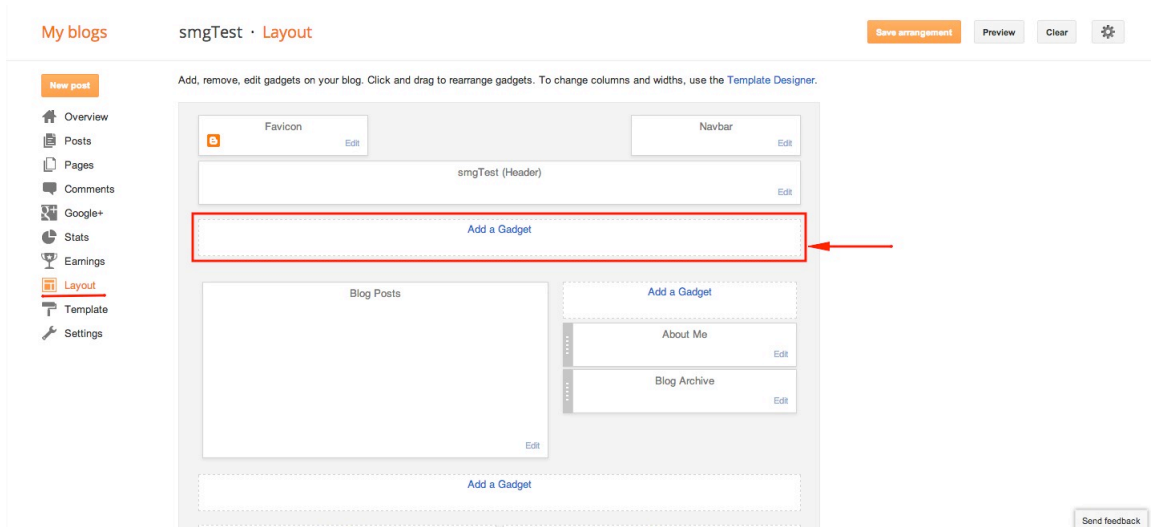 My blogs
smgTest · Layout
Save arrangement
Preview
Clear
New post
Overview
Posts
Pages
Comments
Google+
Stats
Earnings
Layout
Template
Settings
Add, remove, edit gadgets on your blog. Click and drag to rearrange gadgets. To change columns and widths, use the Template Designer.
Favicon
Edit
Navbar
Edit
smgTest (Header)
Edit
Add a Gadget
Blog Posts
Edit
Add a Gadget
About Me
Edit
Blog Archive
Edit
Add a Gadget
Send feedback